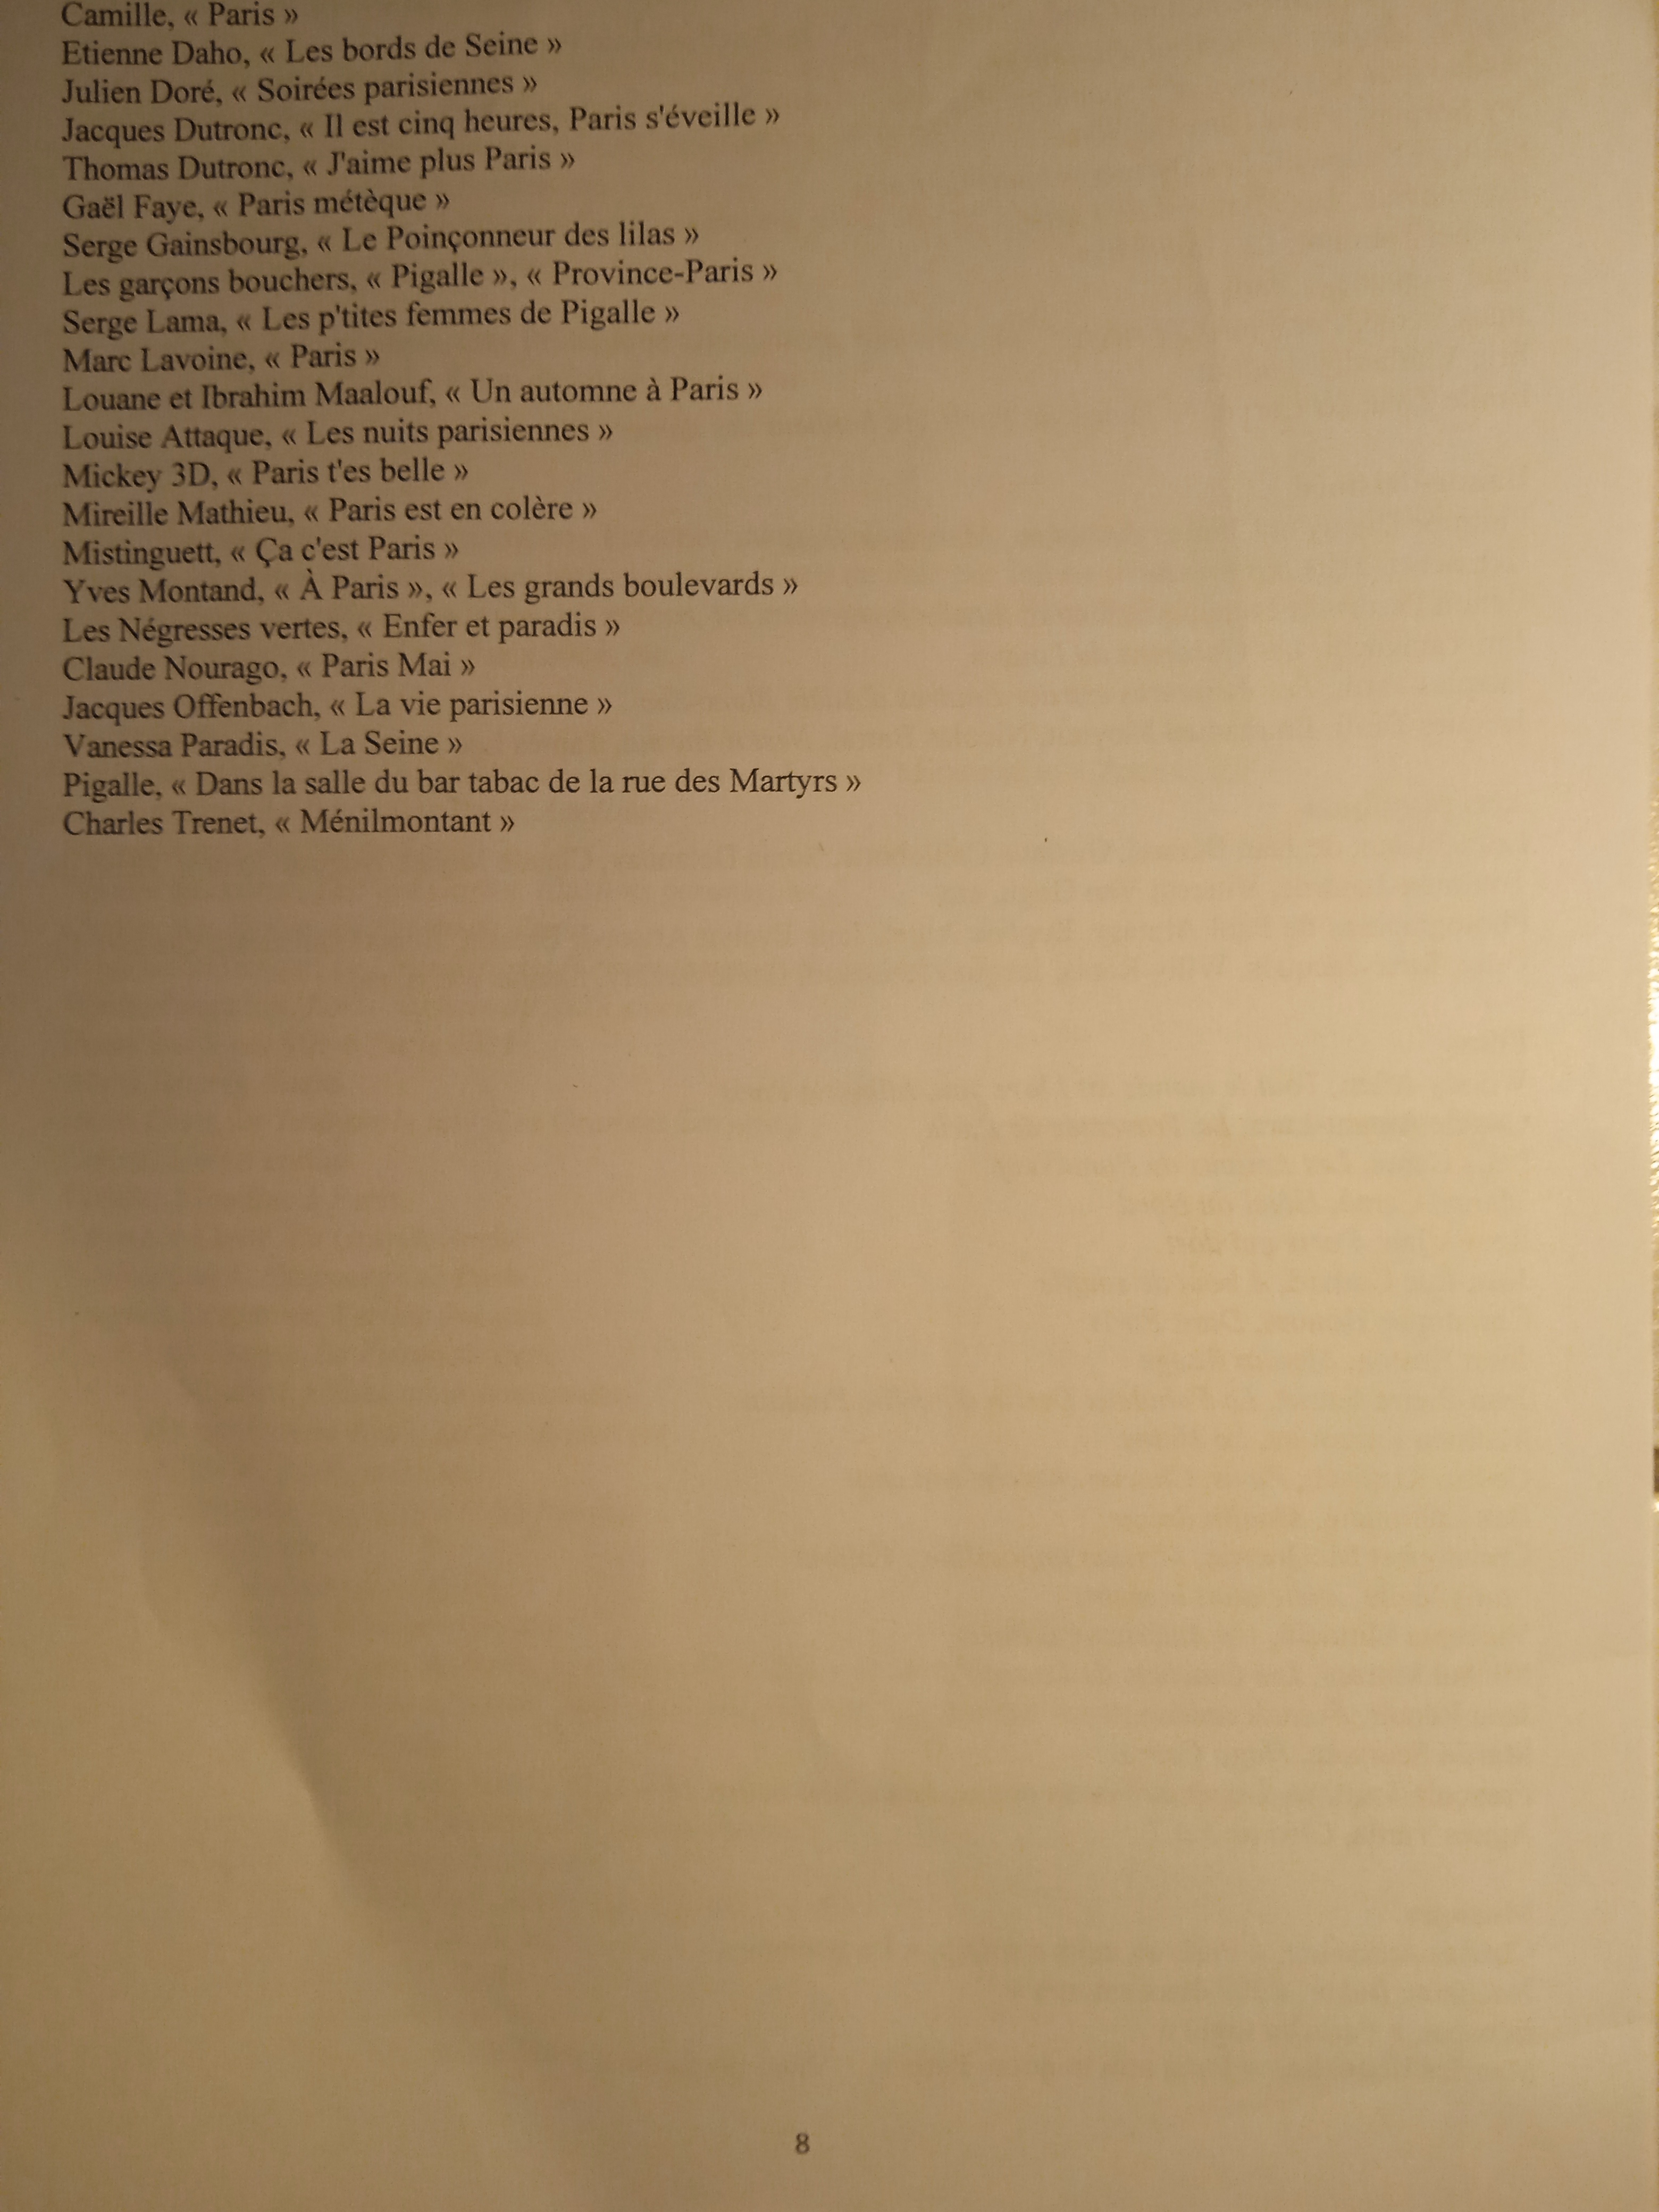 Camille, « Paris »
Etienne Daho, « Les bords de Seine »
Julien Doré, « Soirées parisiennes »
Jacques Dutronc, « Il est cinq heures, Paris s'éveille »
Thomas Dutronc, « J'aime plus Paris »
Gaël Faye, « Paris métèque »
Serge Gainsbourg, « Le Poinçonneur des lilas »
Les garçons bouchers, « Pigalle », « Province-Paris »
Serge Lama, « Les p'tites femmes de Pigalle »
Marc Lavoine, « Paris »
Louane et Ibrahim Maalouf, « Un automne à Paris »
Louise Attaque, « Les nuits parisiennes »
Mickey 3D, « Paris t'es belle »
Mireille Mathieu, « Paris est en colère »
Mistinguett, « Ça c'est Paris »
Yves Montand, « À Paris », « Les grands boulevards »
Les Négresses vertes, « Enfer et paradis »
Claude Nourago, « Paris Mai »
Jacques Offenbach, « La vie parisienne »
Vanessa Paradis, « La Seine »
Pigalle, « Dans la salle du bar tabac de la rue des Martyrs »
Charles Trenet, « Ménilmontant »
8